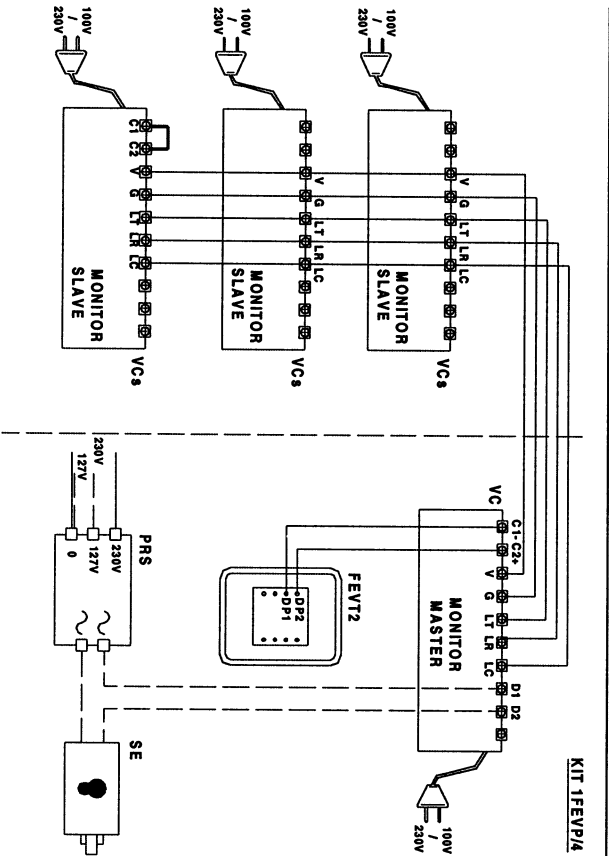 KIT 1FEVP/4
VC
C1- C2+ V G LT LR LC D1 D2
MONITOR
MASTER
100V
/
230V
V G LT LR LC
MONITOR
SLAVE
VCs
100V
/
230V
V G LT LR LC
MONITOR
SLAVE
VCs
100V
/
230V
C1 C2 V G LT LR LC
MONITOR
SLAVE
VCs
100V
/
230V
FEVT2
DP2
DP1
PRS
230V
127V
0
230V
127V
SE